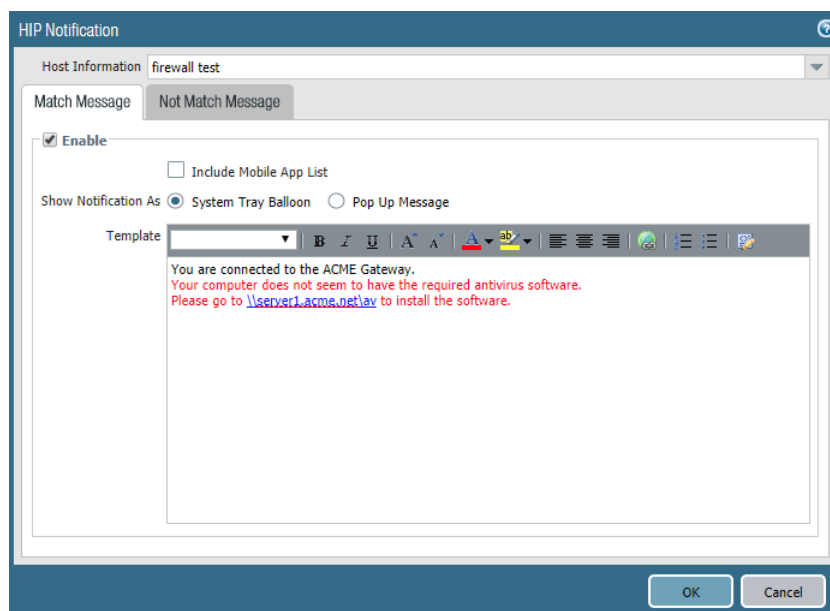 HIP Notification
Host Information firewall test
Match Message Not Match Message
Enable
Include Mobile App List
Show Notification As System Tray Balloon Pop Up Message
Template
B I U A A A ab
You are connected to the ACME Gateway.
Your computer does not seem to have the required antivirus software.
Please go to \\server1.acme.net\av to install the software.
OK Cancel